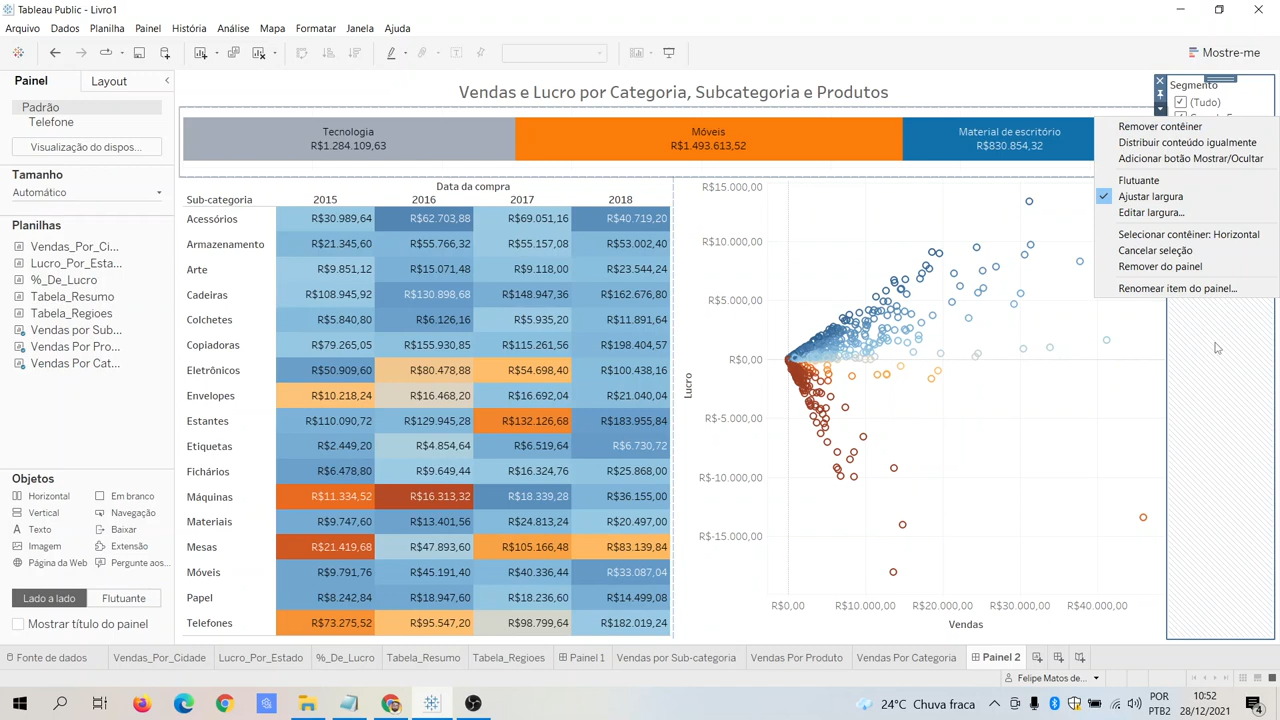 Tableau Public - Livro1
Arquivo Dados Planilha Painel História Análise Mapa Formatar Janela Ajuda
Mostre-me
Painel Layout
Padrão
Telefone
Visualização do dispos...
Tamanho
Automático
Planilhas
Vendas_Por_Ci...
Lucro_Por_Esta...
%_De_Lucro
Tabela_Resumo
Tabela_Regioes
Vendas por Sub...
Vendas Por Pro...
Vendas Por Cat...
Objetos
Horizontal Em branco
Vertical Navegação
Texto Baixar
Imagem Extensão
Página da Web Pergunte aos...
Lado a lado Flutuante
Mostrar título do painel
Vendas e Lucro por Categoria, Subcategoria e Produtos
Tecnologia
R$1.284.109,63
Móveis
R$1.493.613,52
Material de escritório
R$830.854,32
Segmento
(Tudo)
Remover contêiner
Distribuir conteúdo igualmente
Adicionar botão Mostrar/Ocultar
Flutuante
Ajustar largura
Editar largura...
Selecionar contêiner: Horizontal
Cancelar seleção
Remover do painel
Renomear item do painel...
Data da compra
Sub-categoria 2015 2016 2017 2018
Acessórios R$30.989,64 R$62.703,88 R$69.051,16 R$40.719,20
Armazenamento R$21.345,60 R$55.766,32 R$55.157,08 R$53.002,40
Arte R$9.851,12 R$15.071,48 R$9.118,00 R$23.544,24
Cadeiras R$108.945,92 R$130.898,68 R$148.947,36 R$162.676,80
Colchetes R$5.840,80 R$6.126,16 R$5.935,20 R$11.891,64
Copiadoras R$79.265,05 R$155.930,85 R$115.261,56 R$198.404,57
Eletrônicos R$50.909,60 R$80.478,88 R$54.698,40 R$100.438,16
Envelopes R$10.218,24 R$16.468,20 R$16.692,04 R$21.040,04
Estantes R$110.090,72 R$129.945,28 R$132.126,68 R$183.955,84
Etiquetas R$2.449,20 R$4.854,64 R$6.519,64 R$6.730,72
Fichários R$6.478,80 R$9.649,44 R$16.324,76 R$25.868,00
Máquinas R$11.334,52 R$16.313,32 R$18.339,28 R$36.155,00
Materiais R$9.747,60 R$13.401,56 R$24.813,24 R$20.497,00
Mesas R$21.419,68 R$47.893,60 R$105.166,48 R$83.139,84
Móveis R$9.791,76 R$45.191,40 R$40.336,44 R$33.087,04
Papel R$8.242,84 R$18.947,60 R$18.236,60 R$14.499,08
Telefones R$73.275,52 R$95.547,20 R$98.799,64 R$182.019,24
Lucro
R$15.000,00
R$10.000,00
R$5.000,00
R$0,00
R$-5.000,00
R$-10.000,00
R$-15.000,00
R$0,00 R$10.000,00 R$20.000,00 R$30.000,00 R$40.000,00
Vendas
Fonte de dados Vendas_Por_Cidade Lucro_Por_Estado %_De_Lucro Tabela_Resumo Tabela_Regioes Painel 1 Vendas por Sub-categoria Vendas Por Produto Vendas Por Categoria Painel 2
Felipe Matos de...
24°C Chuva fraca
POR
PTB2
10:52
28/12/2021
4